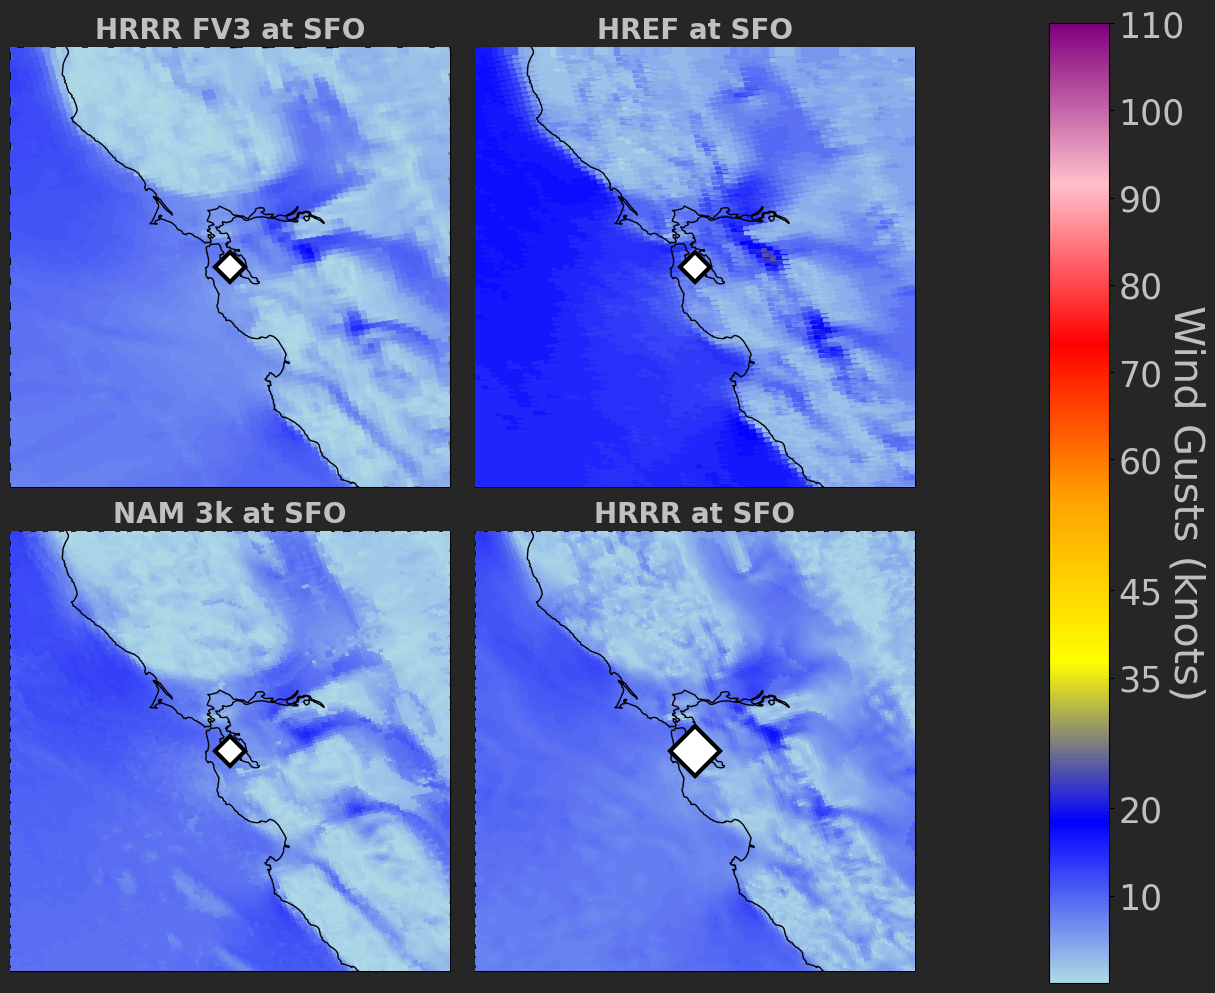 HRRR FV3 at SFO
HREF at SFO
NAM 3k at SFO
HRRR at SFO
110
100
90
80
70
60
45
35
20
10
Wind Gusts (knots)